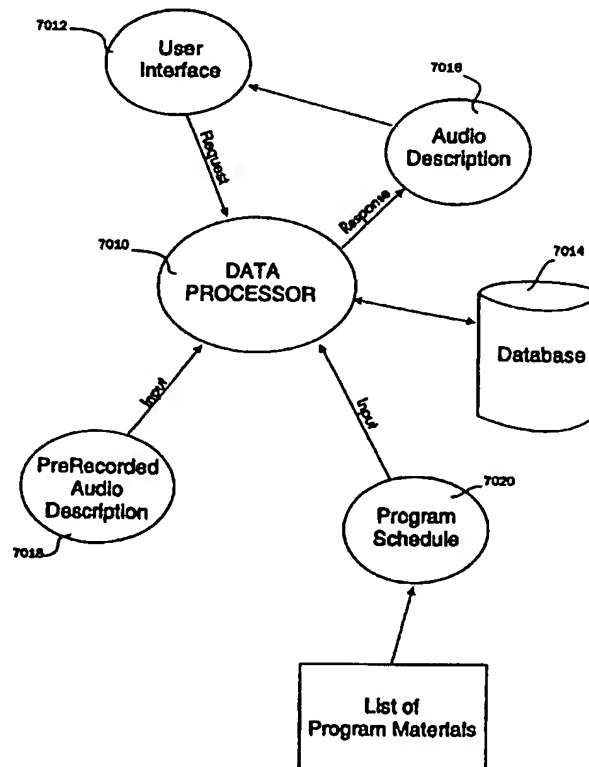 7012
User
Interface
7016
Audio
Description
Request
Response
7010
DATA
PROCESSOR
7014
Database
Input
Input
PreRecorded
Audio
Description
7018
7020
Program
Schedule
List of
Program Materials